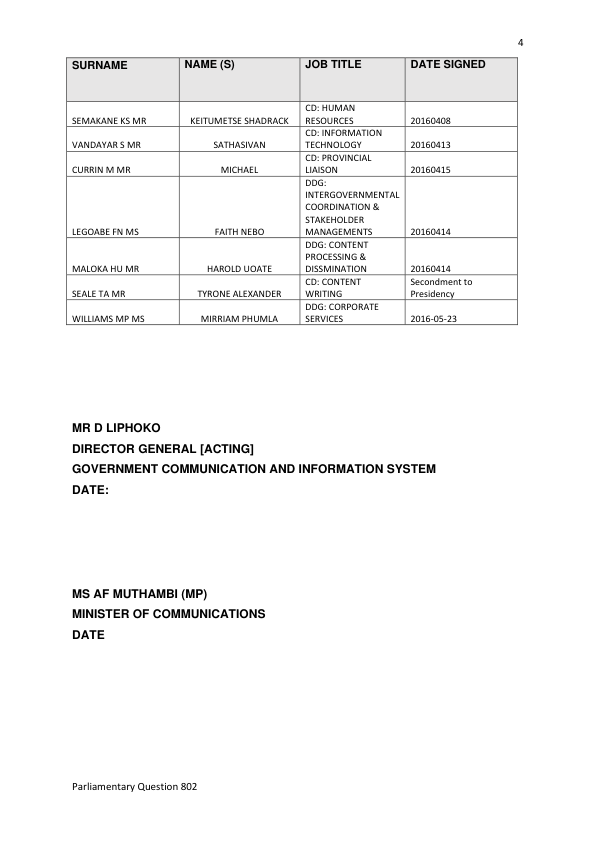 4
SURNAME NAME (S) JOB TITLE DATE SIGNED
SEMAKANE KS MR KEITUMETSE SHADRACK CD: HUMAN RESOURCES 20160408
VANDAYAR S MR SATHASIVAN CD: INFORMATION TECHNOLOGY 20160413
CURRIN M MR MICHAEL CD: PROVINCIAL LIAISON 20160415
LEGOABE FN MS FAITH NEBO DDG: INTERGOVERNMENTAL COORDINATION & STAKEHOLDER MANAGEMENTS 20160414
MALOKA HU MR HAROLD UOATE DDG: CONTENT PROCESSING & DISSMINATION 20160414
SEALE TA MR TYRONE ALEXANDER CD: CONTENT WRITING Secondment to Presidency
WILLIAMS MP MS MIRRIAM PHUMLA DDG: CORPORATE SERVICES 2016-05-23
MR D LIPHOKO
DIRECTOR GENERAL [ACTING]
GOVERNMENT COMMUNICATION AND INFORMATION SYSTEM
DATE:
MS AF MUTHAMBI (MP)
MINISTER OF COMMUNICATIONS
DATE
Parliamentary Question 802